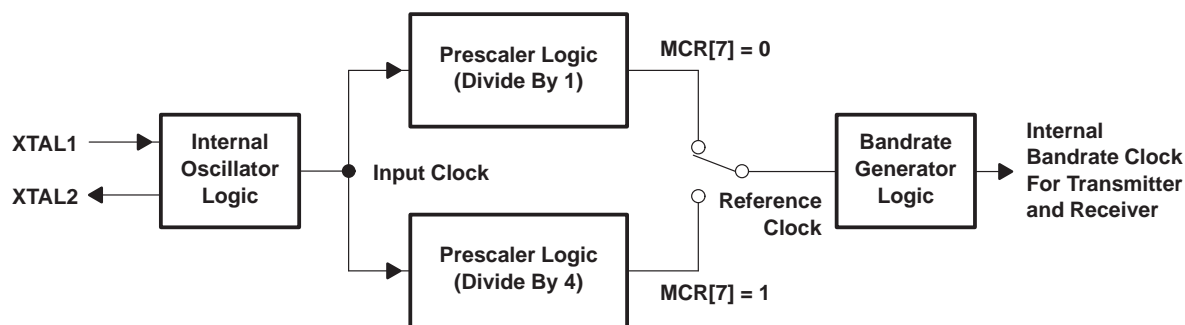 Prescaler Logic
(Divide By 1)
MCR[7] = 0
XTAL1
XTAL2
Internal
Oscillator
Logic
Input Clock
Reference
Clock
Bandrate
Generator
Logic
Internal
Bandrate Clock
For Transmitter
and Receiver
Prescaler Logic
(Divide By 4)
MCR[7] = 1